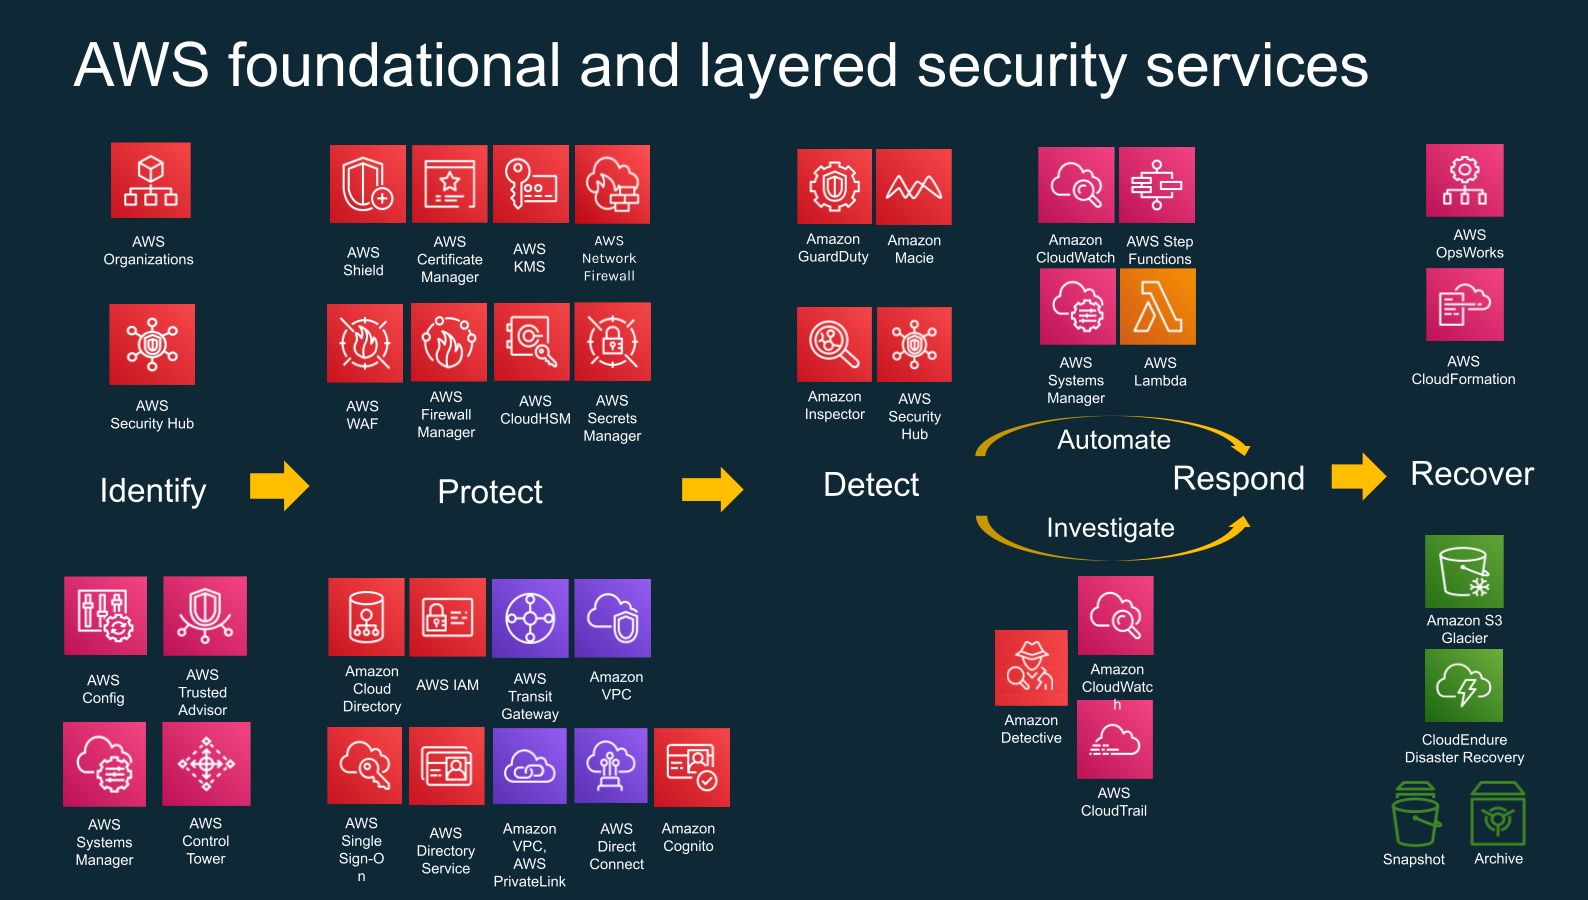 AWS foundational and layered security services
AWS
Organizations
AWS
Security Hub
Identify
AWS
Config
AWS
Trusted
Advisor
AWS
Systems
Manager
AWS
Control
Tower
AWS
Shield
AWS
Certificate
Manager
AWS
KMS
AWS
Network
Firewall
AWS
WAF
AWS
Firewall
Manager
AWS
CloudHSM
AWS
Secrets
Manager
Protect
Amazon
Cloud
Directory
AWS IAM
AWS
Transit
Gateway
Amazon
VPC
AWS
Single
Sign-O
n
AWS
Directory
Service
Amazon
VPC,
AWS
PrivateLink
AWS
Direct
Connect
Amazon
Cognito
Amazon
GuardDuty
Amazon
Macie
Amazon
Inspector
AWS
Security
Hub
Detect
Amazon
CloudWatch
AWS Step
Functions
AWS
Systems
Manager
AWS
Lambda
Automate
Respond
Investigate
Amazon
Detective
Amazon
CloudWatc
h
AWS
CloudTrail
AWS
OpsWorks
AWS
CloudFormation
Recover
Amazon S3
Glacier
CloudEndure
Disaster Recovery
Snapshot
Archive